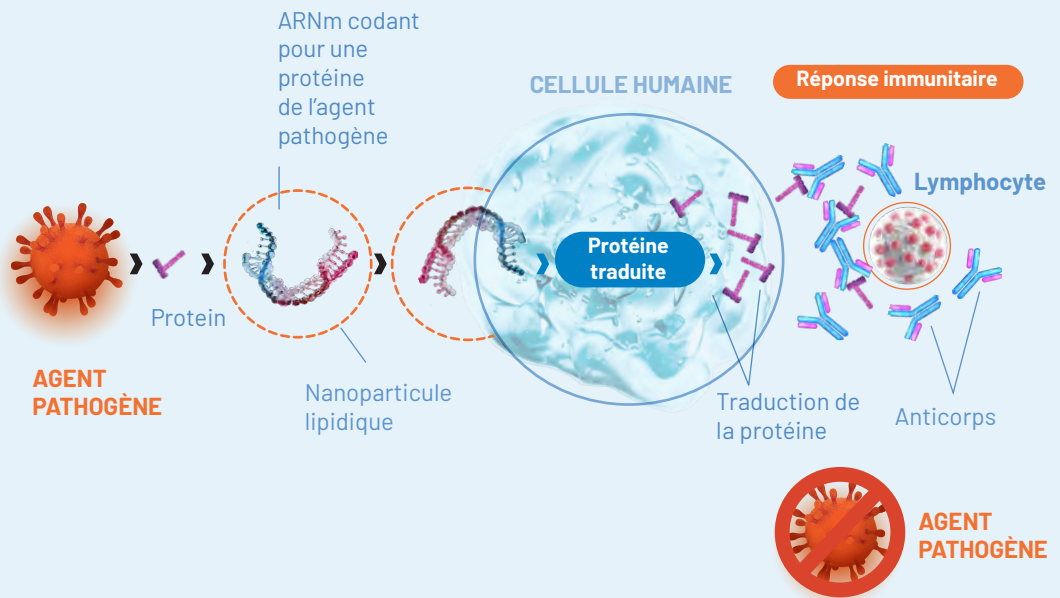 ARNm codant
pour une
protéine
de l’agent
pathogène
CELLULE HUMAINE
Réponse immunitaire
Lymphocyte
Protéine
traduite
Protein
AGENT
PATHOGÈNE
Nanoparticule
lipidique
Traduction de
la protéine
Anticorps
AGENT
PATHOGÈNE